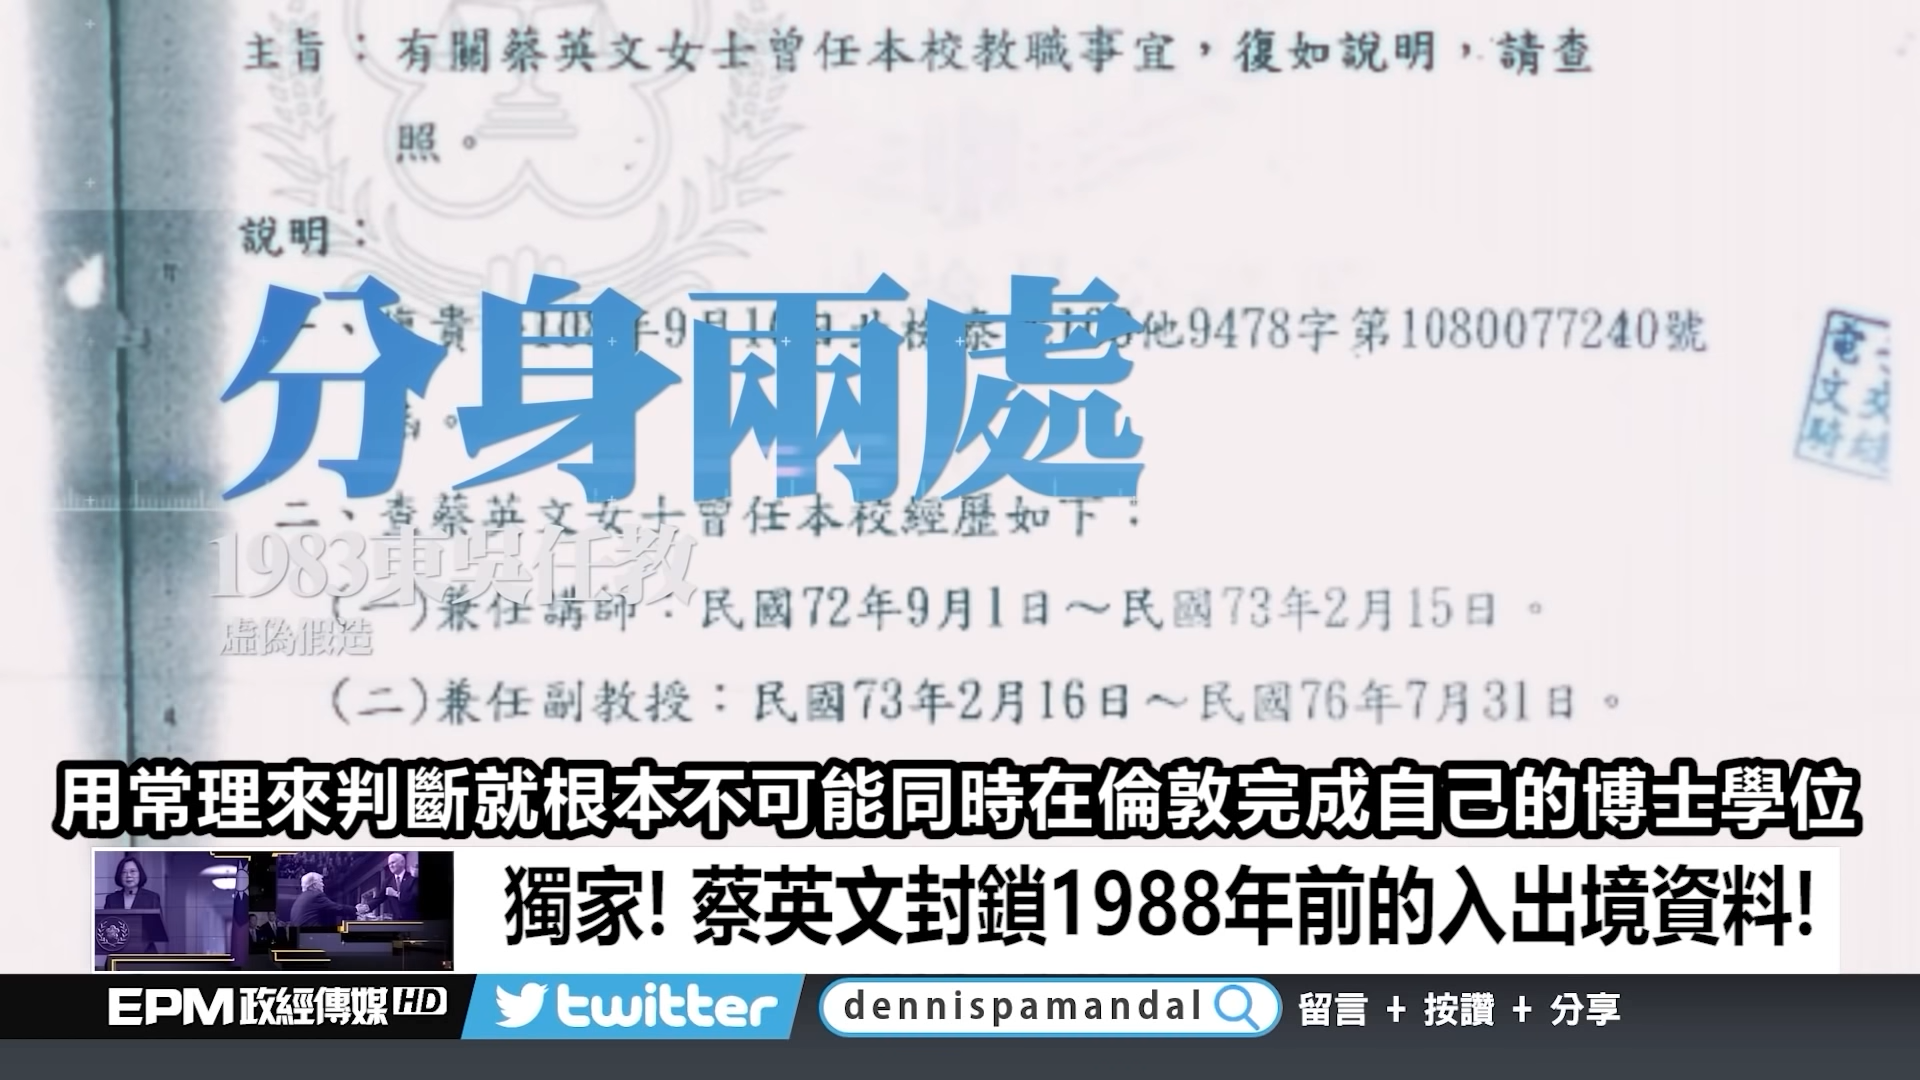 主旨：有關蔡英文女士曾任本校教職事宜，復如說明，請查
照。
說明：
分身兩處
9478字第1080077240號
二、查蔡英文女士曾任本校經歷如下：
1983東吳任教
(一)兼任講師：民國72年9月1日～民國73年2月15日。
虛偽假造
(二)兼任副教授：民國73年2月16日～民國76年7月31日。
用常理來判斷就根本不可能同時在倫敦完成自己的博士學位
獨家! 蔡英文封鎖1988年前的入出境資料!
EPM政經傳媒HD
twitter
dennispamandal
留言 + 按讚 + 分享